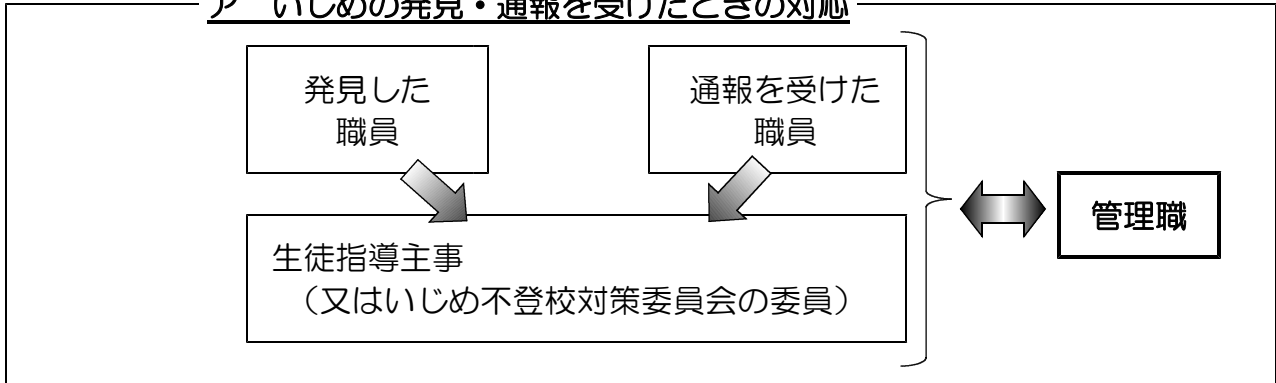 ア　いじめの発見・通報を受けたときの対応
発見した
職員
通報を受けた
職員
生徒指導主事
（又はいじめ不登校対策委員会の委員）
管理職